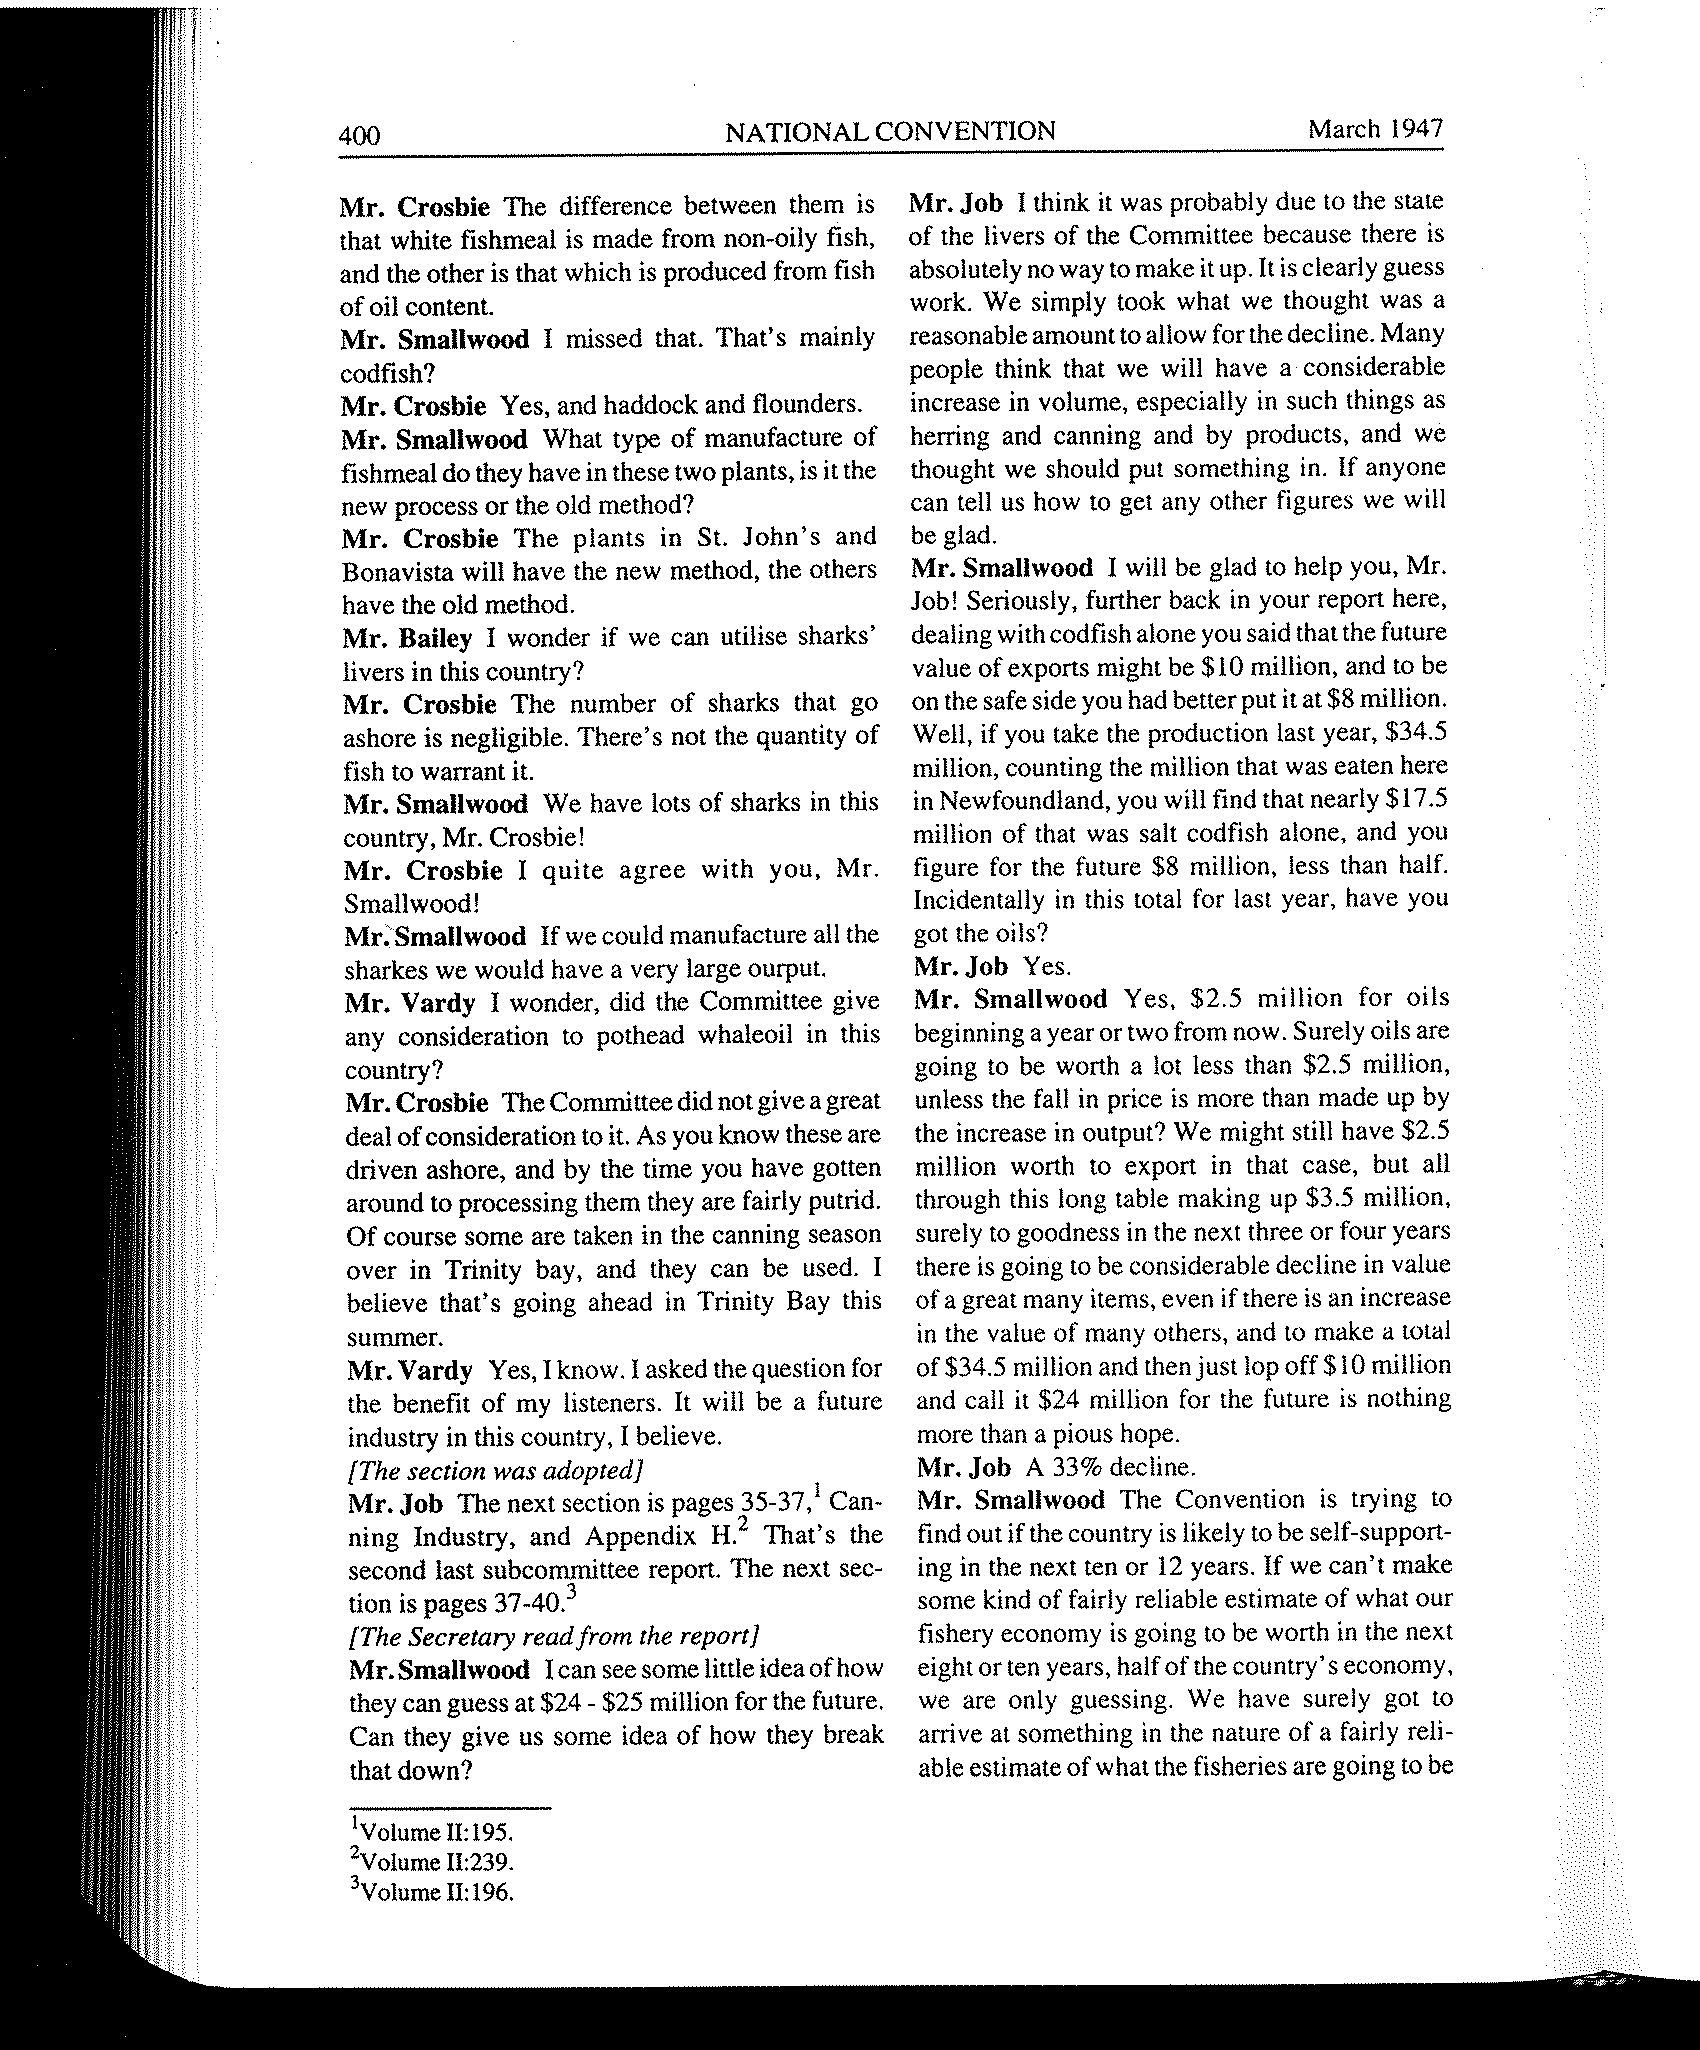 400 NATIONAL CONVENTION March 1947
Mr. Crosbie The difference between them is
that white fishmeal is made from non-oily fish,
and the other is that which is produced from fish
of oil content.
Mr. Smallwood I missed that. That's mainly
codfish?
Mr. Crosbie Yes, and haddock and flounders.
Mr. Smallwood What type of manufacture of
fishmeal do they have in these two plants, is it the
new process or the old method?
Mr. Crosbie The plants in St. John's and
Bonavista will have the new method, the others
have the old method.
Mr. Bailey I wonder if we can utilise sharks'
livers in this country?
Mr. Crosbie The number of sharks that go
ashore is negligible. There's not the quantity of
fish to warrant it.
Mr. Smallwood We have lots of sharks in this
country, Mr. Crosbie!
Mr. Crosbie I quite agree with you, Mr.
Smallwood!
Mr. Smallwood If we could manufacture all the
sharkes we would have a very large ourput.
Mr. Vardy I wonder, did the Committee give
any consideration to pothead whaleoil in this
country?
Mr. Crosbie The Committee did not give a great
deal of consideration to it. As you know these are
driven ashore, and by the time you have gotten
around to processing them they are fairly putrid.
Of course some are taken in the canning season
over in Trinity bay, and they can be used. I
believe that's going ahead in Trinity Bay this
summer.
Mr. Vardy Yes, I know. I asked the question for
the benefit of my listeners. It will be a future
industry in this country, I believe.
[The section was adopted]
Mr. Job The next section is pages 35-37,1 Can-
ning Industry, and Appendix H.2 That's the
second last subcommittee report. The next sec-
tion is pages 37-40.3
[The Secretary read from the report]
Mr. Smallwood I can see some little idea of how
they can guess at $24 - $25 million for the future.
Can they give us some idea of how they break
that down?
1Volume II:195.
2Volume II:239.
3Volume II:196.
Mr. Job I think it was probably due to the state
of the livers of the Committee because there is
absolutely no way to make it up. It is clearly guess
work. We simply took what we thought was a
reasonable amount to allow for the decline. Many
people think that we will have a considerable
increase in volume, especially in such things as
herring and canning and by products, and we
thought we should put something in. If anyone
can tell us how to get any other figures we will
be glad.
Mr. Smallwood I will be glad to help you, Mr.
Job! Seriously, further back in your report here,
dealing with codfish alone you said that the future
value of exports might be $10 million, and to be
on the safe side you had better put it at $8 million.
Well, if you take the production last year, $34.5
million, counting the million that was eaten here
in Newfoundland, you will find that nearly $17.5
million of that was salt codfish alone, and you
figure for the future $8 million, less than half.
Incidentally in this total for last year, have you
got the oils?
Mr. Job Yes.
Mr. Smallwood Yes, $2.5 million for oils
beginning a year or two from now. Surely oils are
going to be worth a lot less than $2.5 million,
unless the fall in price is more than made up by
the increase in output? We might still have $2.5
million worth to export in that case, but all
through this long table making up $3.5 million,
surely to goodness in the next three or four years
there is going to be considerable decline in value
of a great many items, even if there is an increase
in the value of many others, and to make a total
of $34.5 million and then just lop off $10 million
and call it $24 million for the future is nothing
more than a pious hope.
Mr. Job A 33% decline.
Mr. Smallwood The Convention is trying to
find out if the country is likely to be self-support-
ing in the next ten or 12 years. If we can't make
some kind of fairly reliable estimate of what our
fishery economy is going to be worth in the next
eight or ten years, half of the country's economy,
we are only guessing. We have surely got to
arrive at something in the nature of a fairly reli-
able estimate of what the fisheries are going to be